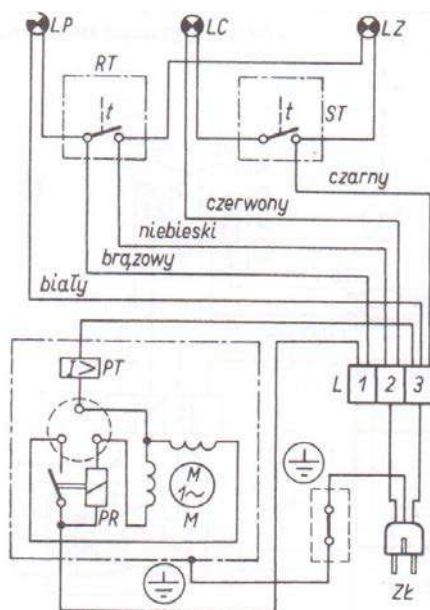 LP
LC
LZ
RT
t
t
ST
czarny
czerwony
niebieski
brązowy
biały
I> PT
L 1 2 3
M
1~
M
PR
ZŁ